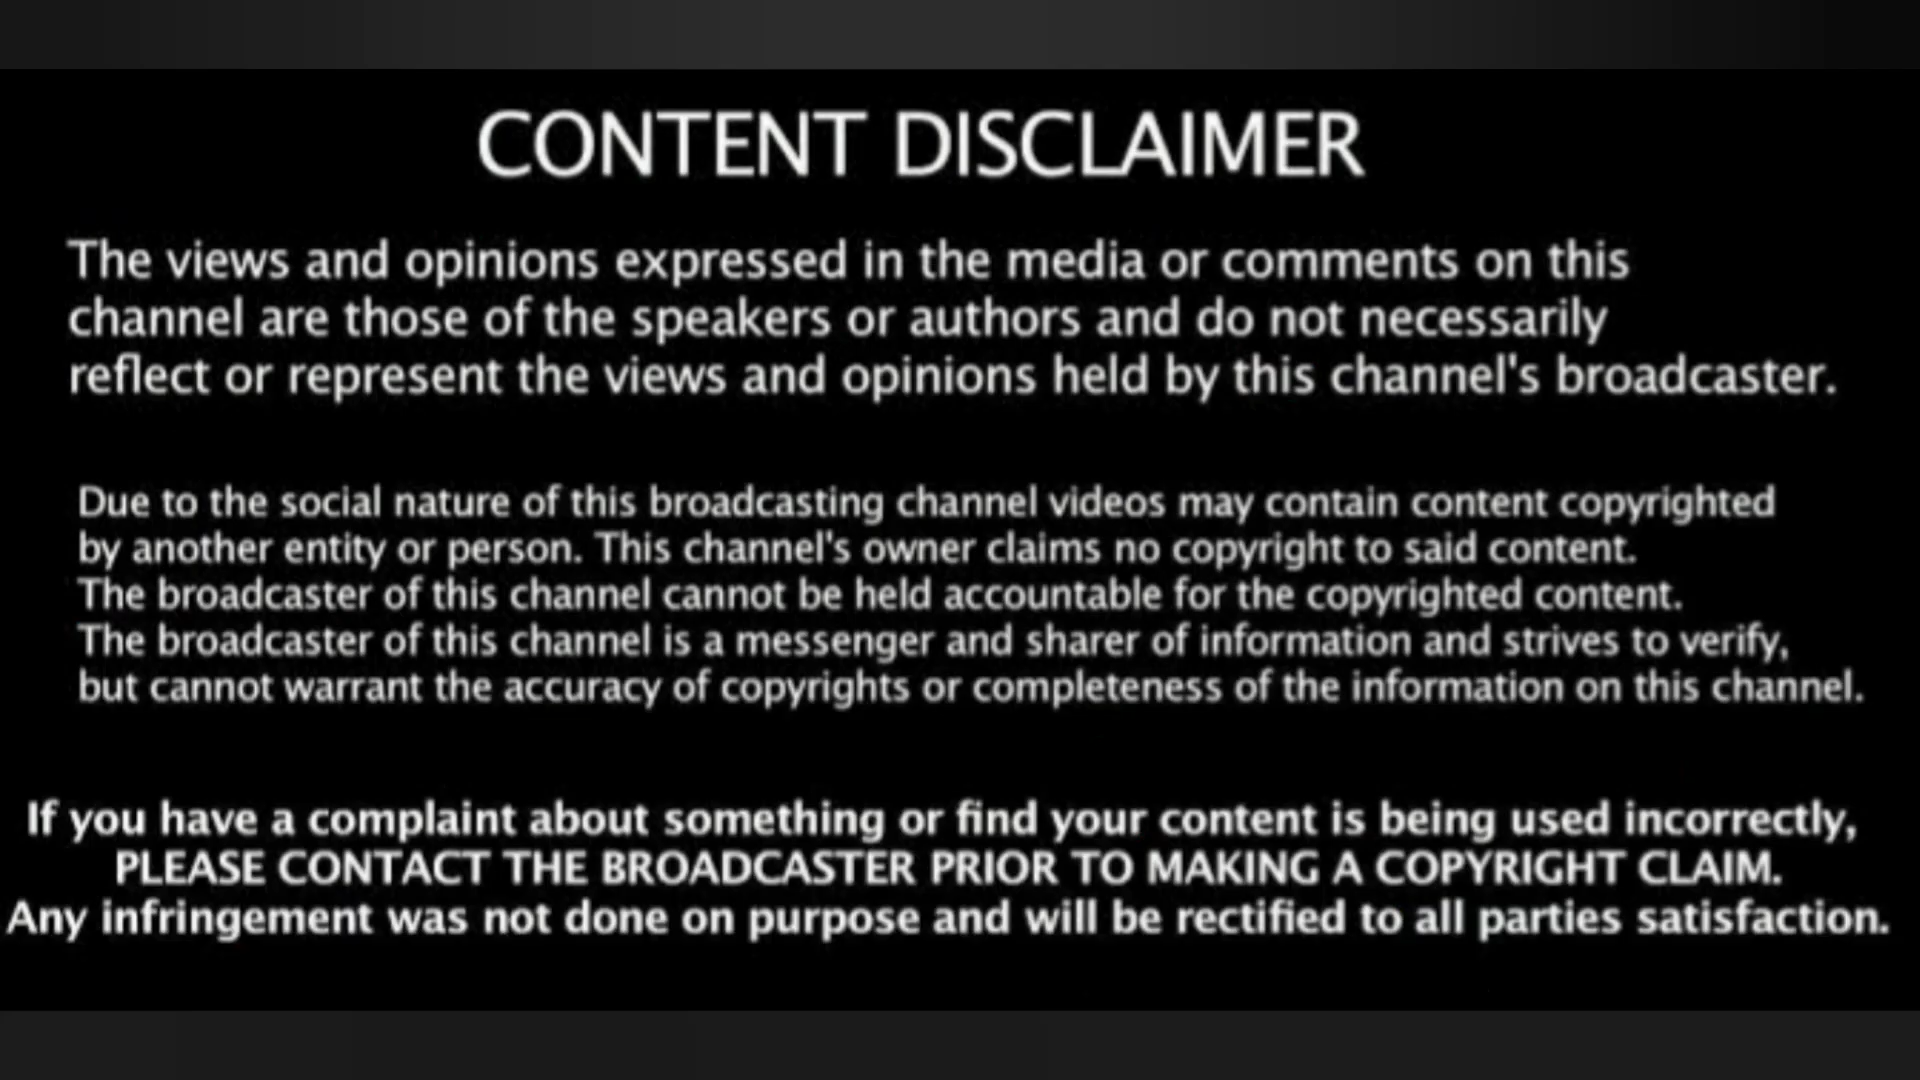 CONTENT DISCLAIMER
The views and opinions expressed in the media or comments on this
channel are those of the speakers or authors and do not necessarily
reflect or represent the views and opinions held by this channel's broadcaster.
Due to the social nature of this broadcasting channel videos may contain content copyrighted
by another entity or person. This channel's owner claims no copyright to said content.
The broadcaster of this channel cannot be held accountable for the copyrighted content.
The broadcaster of this channel is a messenger and sharer of information and strives to verify,
but cannot warrant the accuracy of copyrights or completeness of the information on this channel.
If you have a complaint about something or find your content is being used incorrectly,
PLEASE CONTACT THE BROADCASTER PRIOR TO MAKING A COPYRIGHT CLAIM.
Any infringement was not done on purpose and will be rectified to all parties satisfaction.